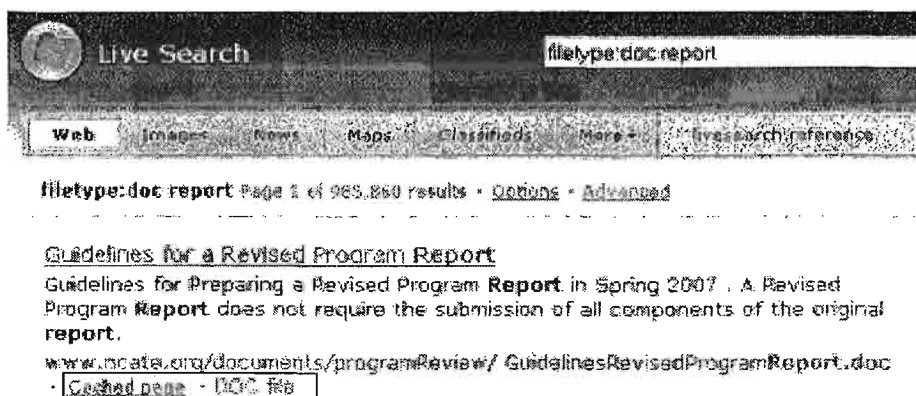 Live Search
filetype:doc report
Web Images News Maps Classifieds More livesearch reference
filetype:doc report Page 1 of 985,860 results · Options · Advanced
Guidelines for a Revised Program Report
Guidelines for Preparing a Revised Program Report in Spring 2007 . A Revised
Program Report does not require the submission of all components of the original
report.
www.ncate.org/documents/programReview/ GuidelinesRevisedProgramReport.doc
· Cached page · DOC file